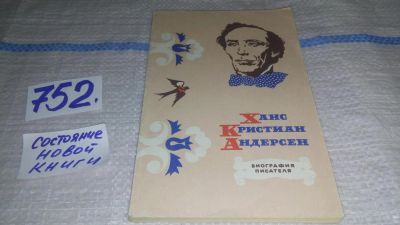 752.
СОСТОЯНИЕ
НОВОЙ
КНИГИ
ХАНС
КРИСТИАН
АНДЕРСЕН
БИОГРАФИЯ
ПИСАТЕЛЯ